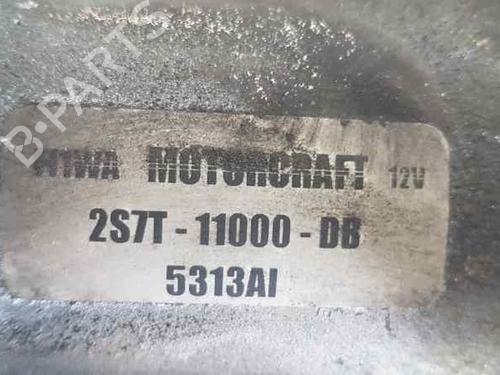 B-PARTS
MOTORCRAFT 12V
2S7T - 11000 - DB
5313AI